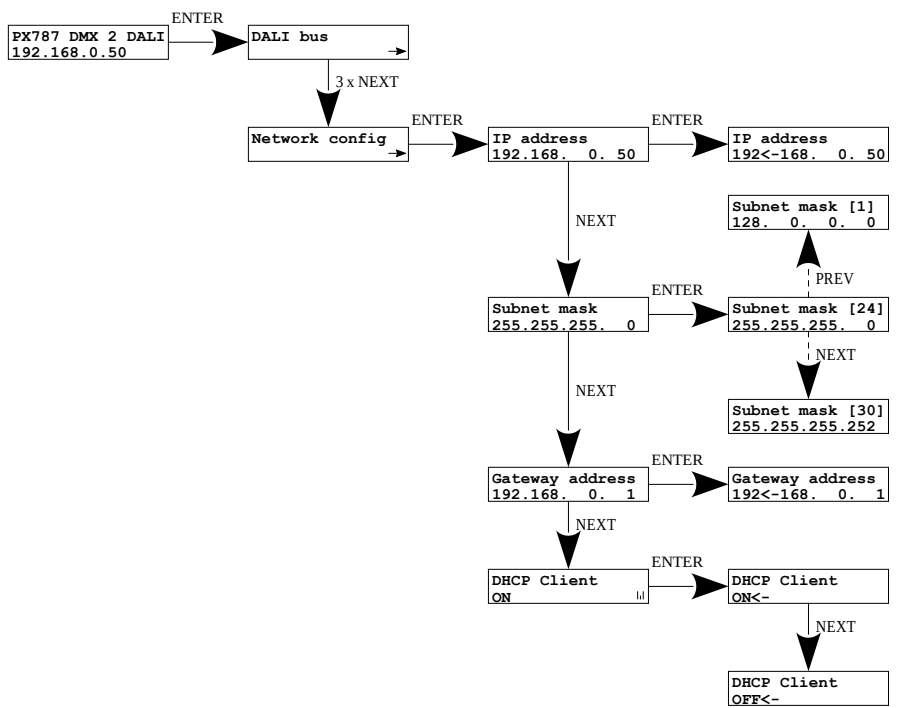 ENTER
PX787 DMX 2 DALI
192.168.0.50
DALI bus
3 x NEXT
Network config
ENTER
IP address
192.168.  0. 50
ENTER
IP address
192<-168.  0. 50
NEXT
Subnet mask [1]
128.  0.  0.  0
PREV
Subnet mask
255.255.255.  0
ENTER
Subnet mask [24]
255.255.255.  0
NEXT
NEXT
Subnet mask [30]
255.255.255.252
Gateway address
192.168.  0.  1
ENTER
Gateway address
192<-168.  0.  1
NEXT
DHCP Client
ON
ENTER
DHCP Client
ON<-
NEXT
DHCP Client
OFF<-